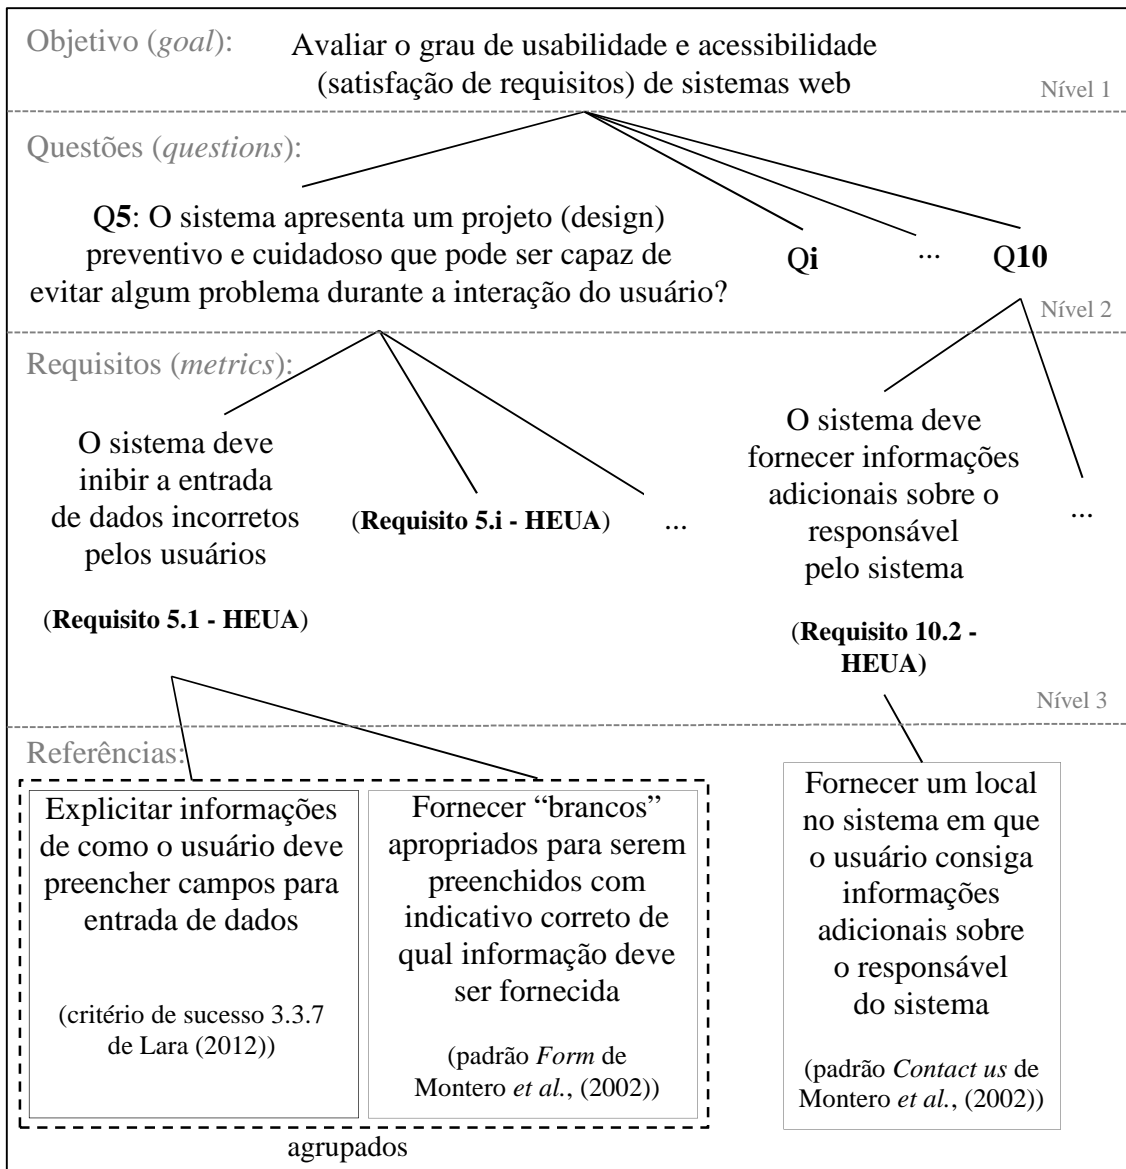 Objetivo (goal):
Avaliar o grau de usabilidade e acessibilidade
(satisfação de requisitos) de sistemas web
Nível 1
Questões (questions):
Q5: O sistema apresenta um projeto (design)
preventivo e cuidadoso que pode ser capaz de
evitar algum problema durante a interação do usuário?
Qi
...
Q10
Nível 2
Requisitos (metrics):
O sistema deve
inibir a entrada
de dados incorretos
pelos usuários
(Requisito 5.1 - HEUA)
(Requisito 5.i - HEUA)
...
O sistema deve
fornecer informações
adicionais sobre o
responsável
pelo sistema
(Requisito 10.2 -
HEUA)
...
Nível 3
Referências:
Explicitar informações
de como o usuário deve
preencher campos para
entrada de dados
(critério de sucesso 3.3.7
de Lara (2012))
Fornecer “brancos”
apropriados para serem
preenchidos com
indicativo correto de
qual informação deve
ser fornecida
(padrão Form de
Montero et al., (2002))
agrupados
Fornecer um local
no sistema em que
o usuário consiga
informações
adicionais sobre
o responsável
do sistema
(padrão Contact us de
Montero et al., (2002))